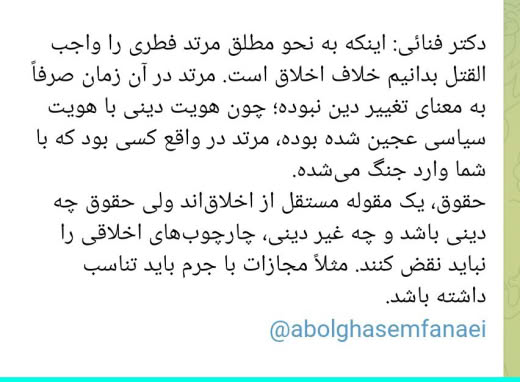 دکتر فنائی: اینکه به نحو مطلق مرتد فطری را واجب
القتل بدانیم خلاف اخلاق است. مرتد در آن زمان صرفاً
به معنای تغییر دین نبوده؛ چون هویت دینی با هویت
سیاسی عجین شده بوده، مرتد در واقع کسی بود که با
شما وارد جنگ می‌شده.
حقوق، یک مقوله مستقل از اخلاق‌اند ولی حقوق چه
دینی باشد و چه غیر دینی، چارچوب‌های اخلاقی را
نباید نقض کنند. مثلاً مجازات با جرم باید تناسب
داشته باشد.
@abolghasemfanaei